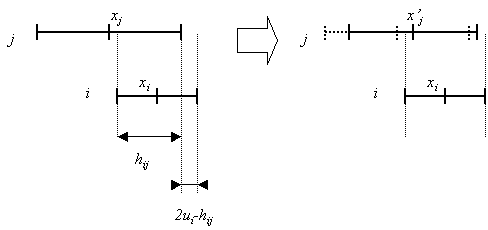 x_j x'_j
j j
x_i x_i
i i
h_ij
2u_i-h_ij